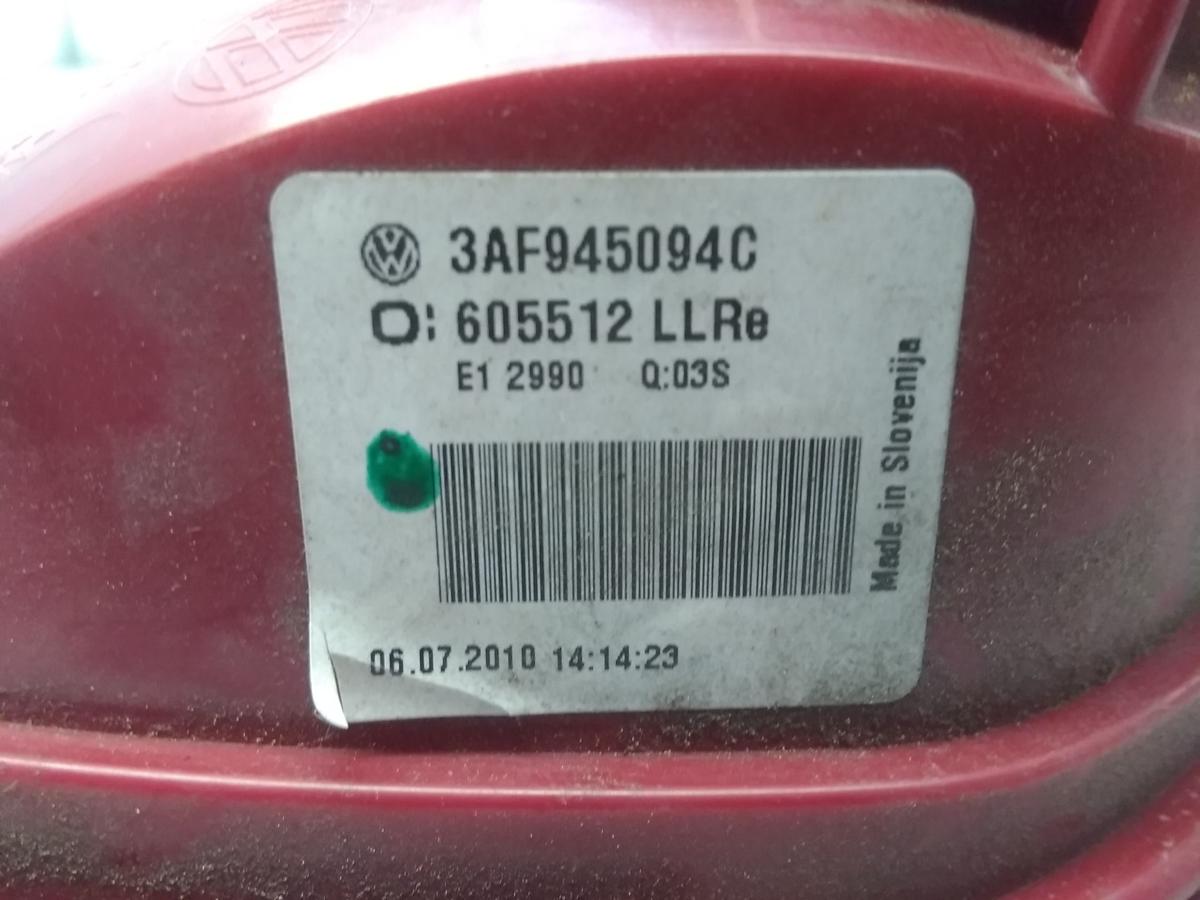 3AF945094C
O: 605512 LLRe
E1 2990 Q:03S
Made in Slovenija
06.07.2010 14:14:23